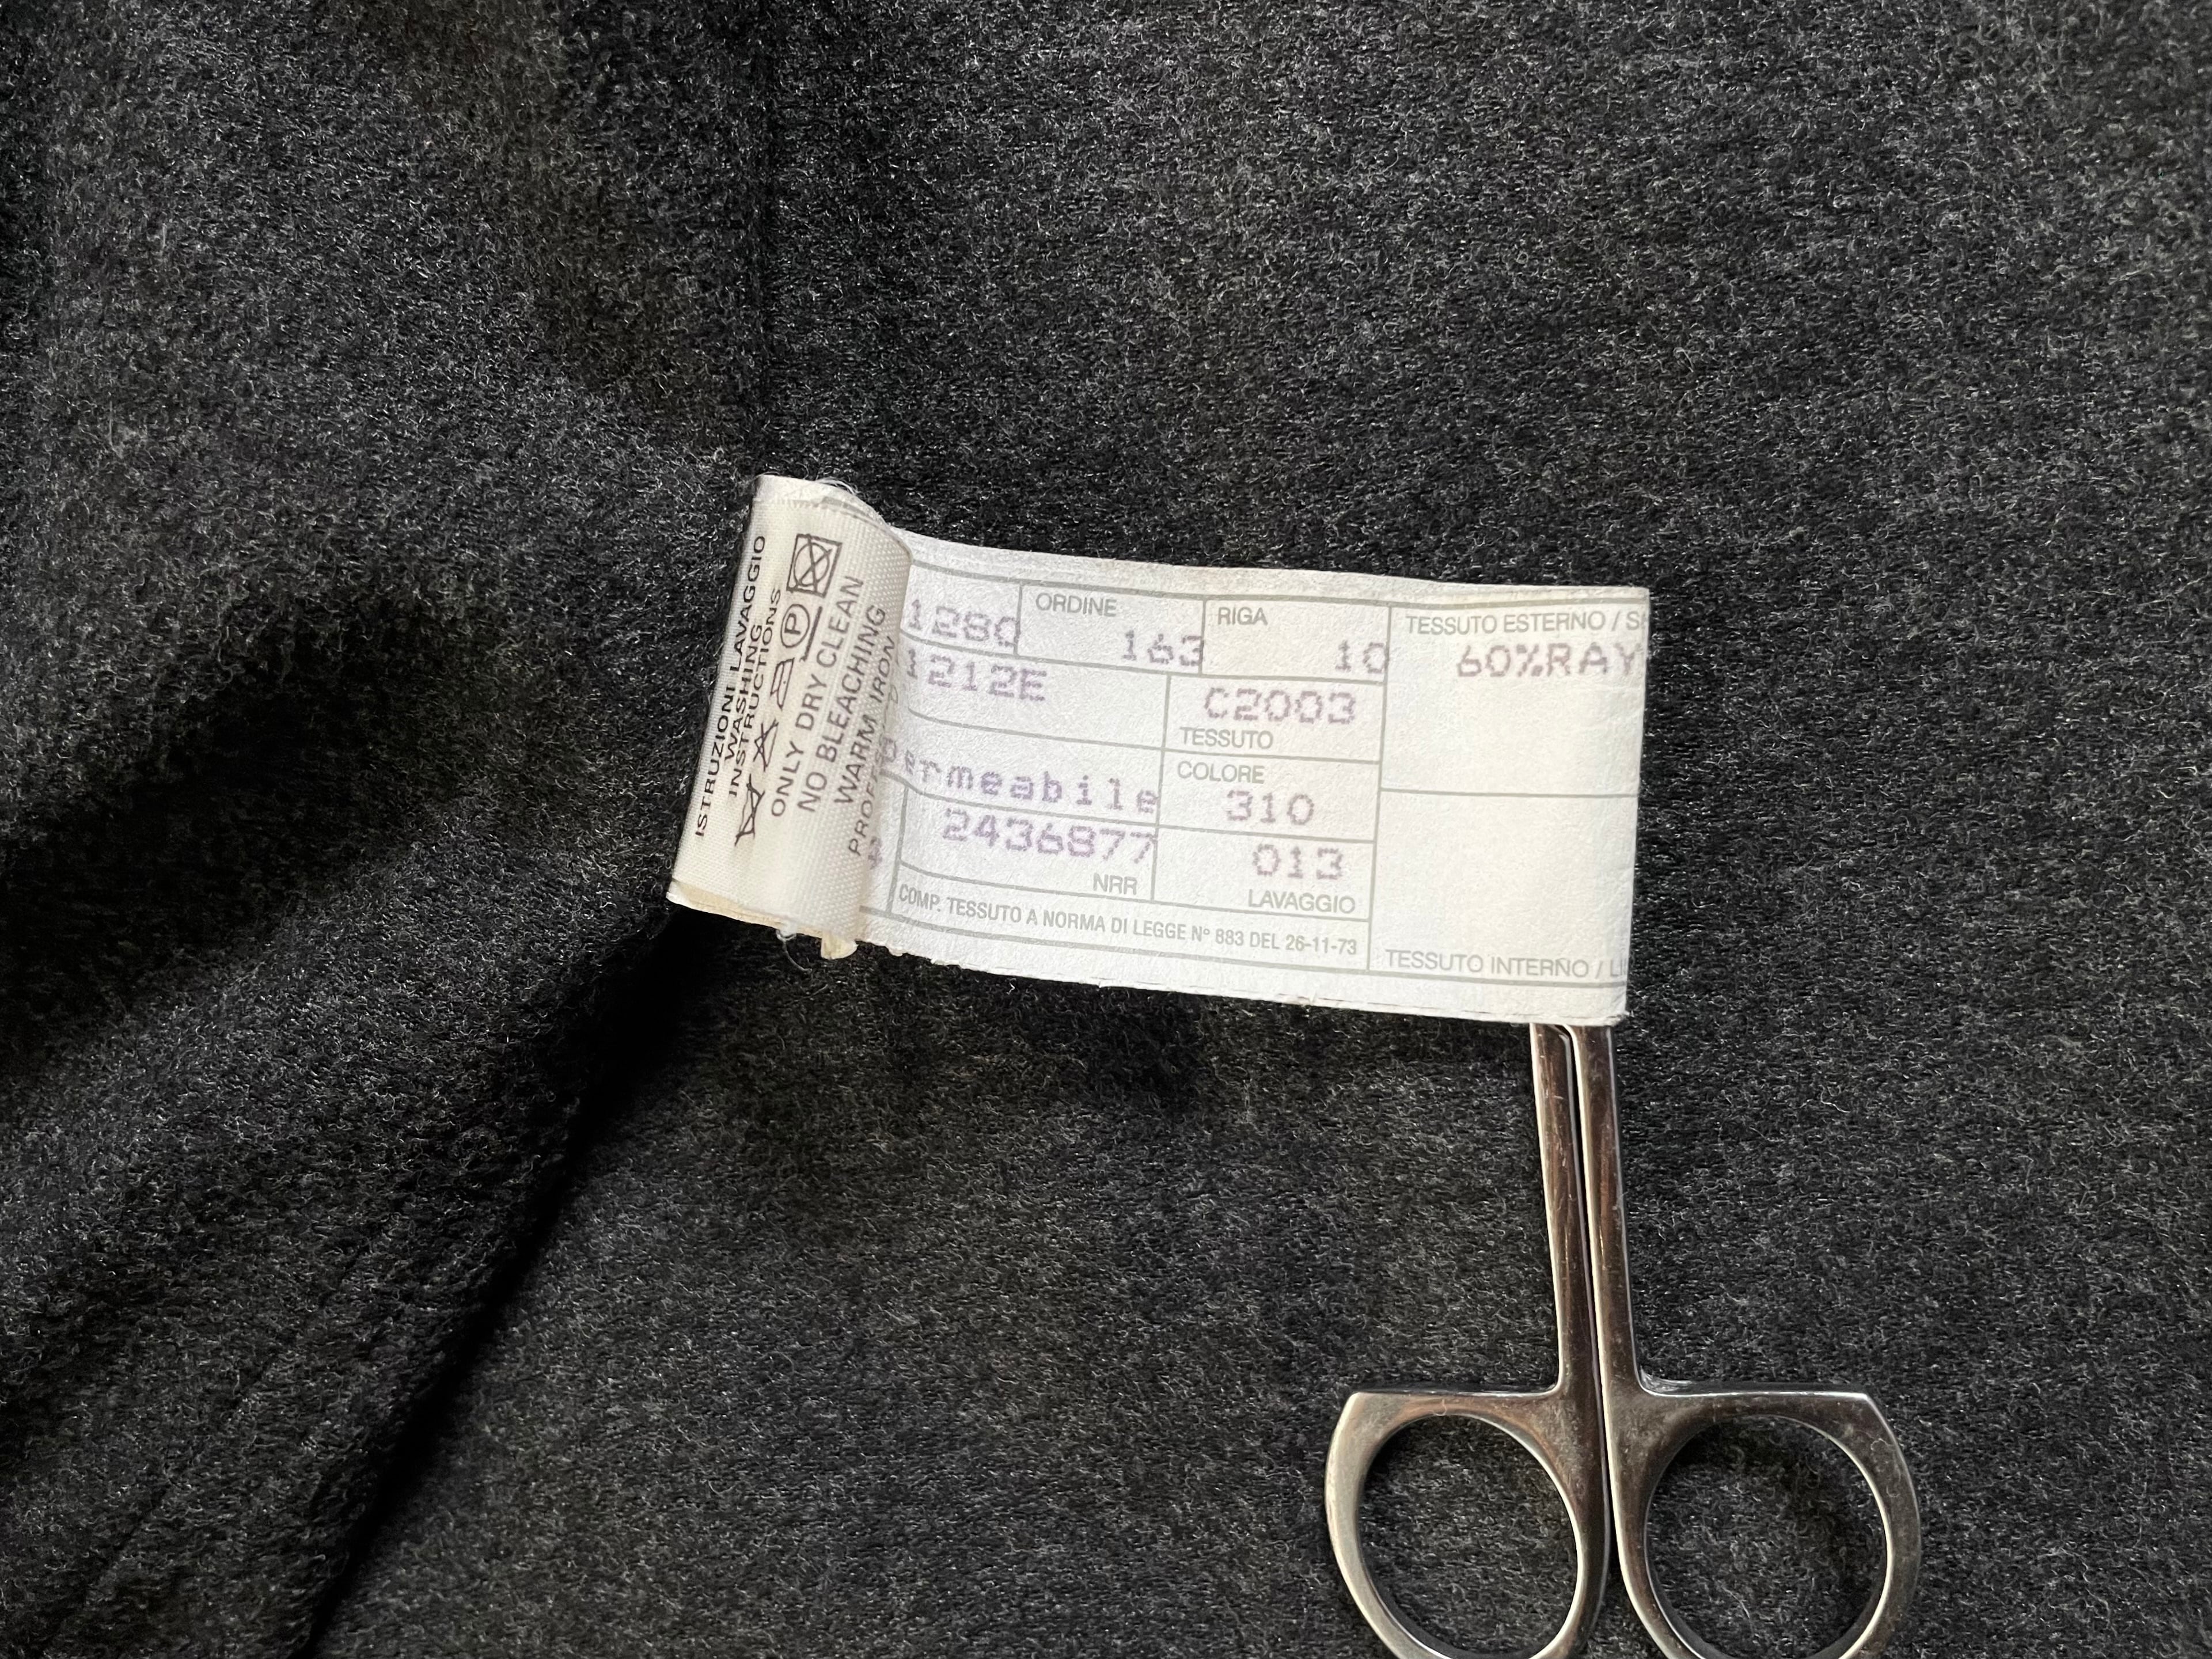 ISTRUZIONI LAVAGGIO
WASHING
INSTRUCTIONS
P
ONLY DRY CLEAN
NO BLEACHING
WARM IRON
ORDINE
RIGA
TESSUTO ESTERNO /
128
163
10
60%RAY
1212E
C2003
TESSUTO
permeabile
COLORE
310
2436877
NRR
013
LAVAGGIO
COMP. TESSUTO A NORMA DI LEGGE N° 883 DEL 26-11-73
TESSUTO INTERNO /